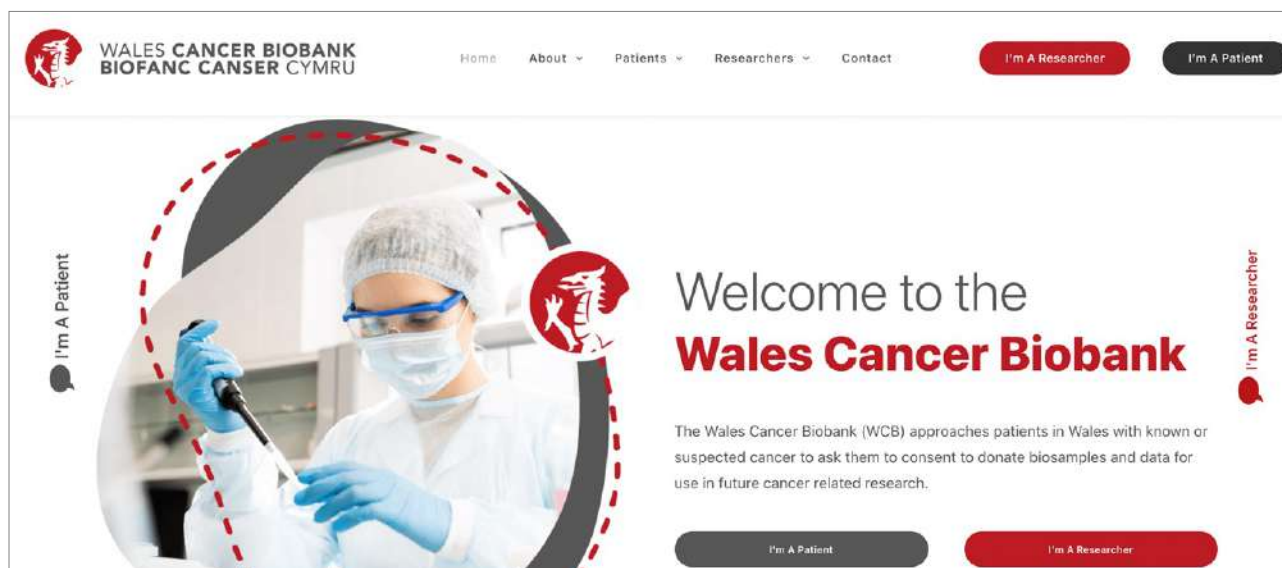 WALES CANCER BIOBANK
BIOFANC CANSER CYMRU
Home About Patients Researchers Contact
I'm A Researcher
I'm A Patient
I'm A Patient
Welcome to the
Wales Cancer Biobank
I'm A Researcher
The Wales Cancer Biobank (WCB) approaches patients in Wales with known or
suspected cancer to ask them to consent to donate biosamples and data for
use in future cancer related research.
I'm A Patient
I'm A Researcher